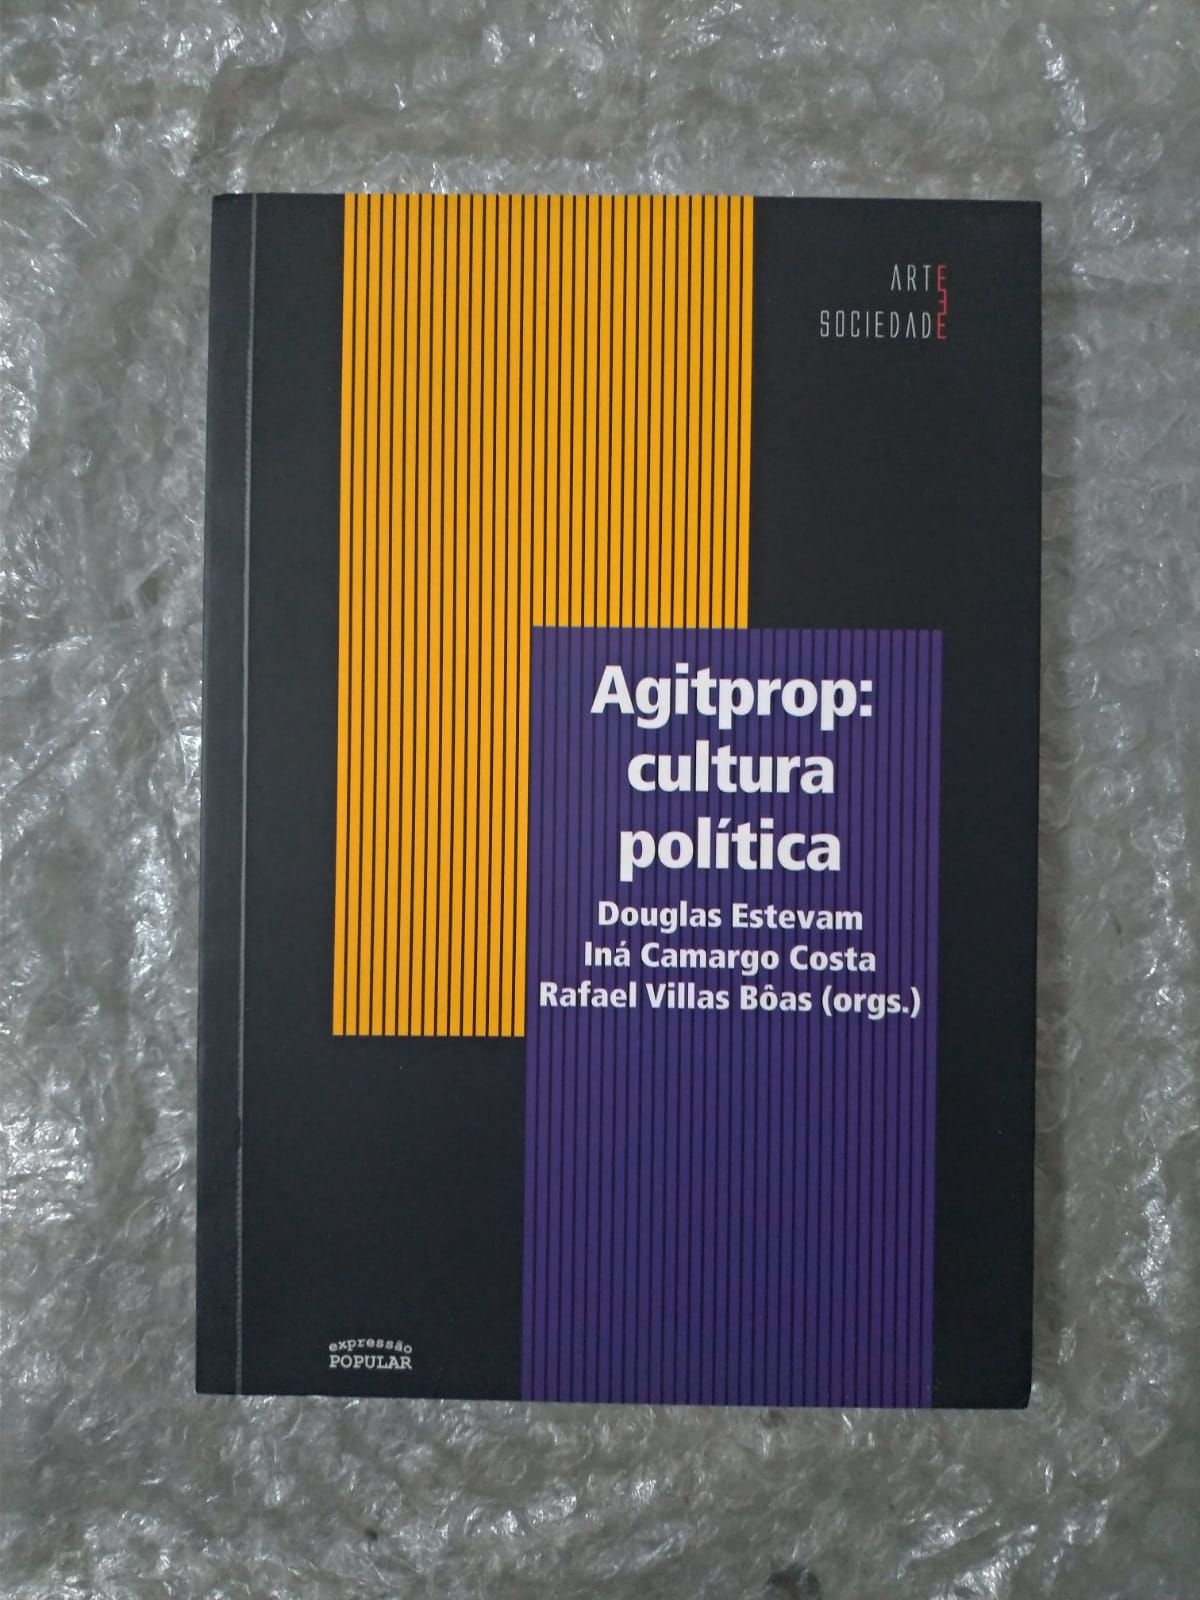 ARTE
E
SOCIEDADE
Agitprop:
cultura
política
Douglas Estevam
Iná Camargo Costa
Rafael Villas Bôas (orgs.)
expressão
POPULAR